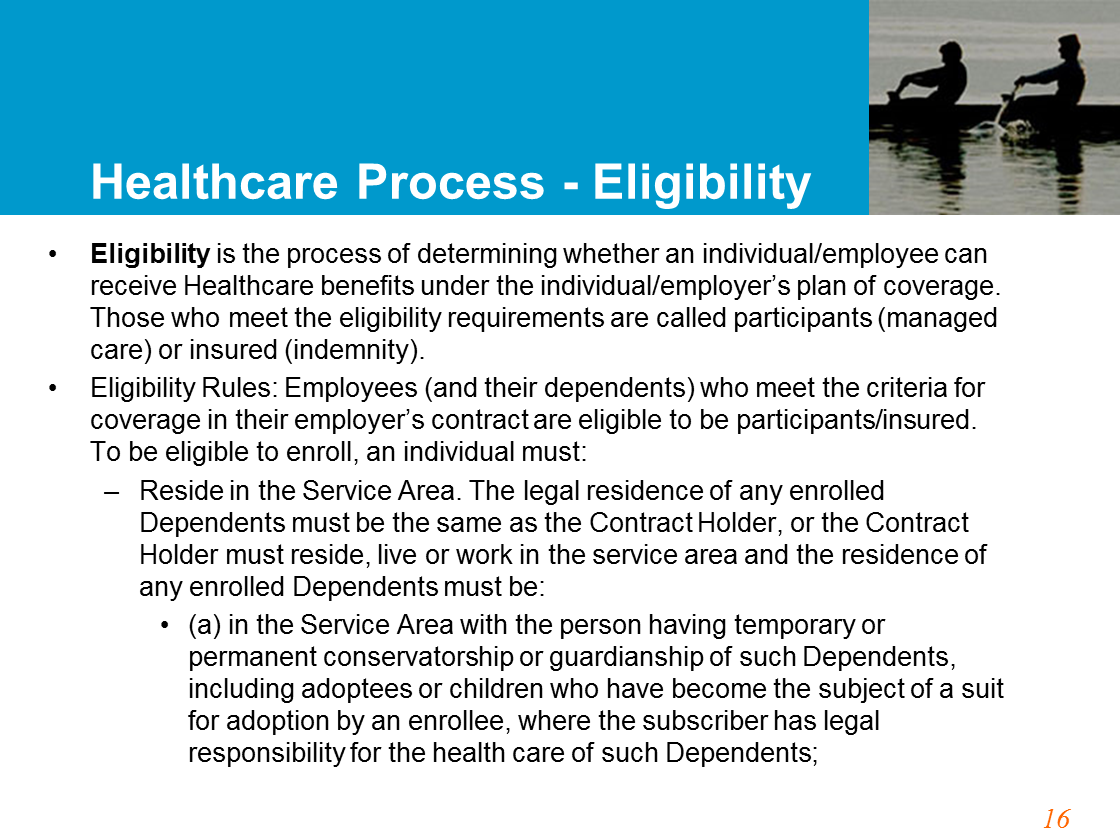 Healthcare Process - Eligibility
• Eligibility is the process of determining whether an individual/employee can
receive Healthcare benefits under the individual/employer’s plan of coverage.
Those who meet the eligibility requirements are called participants (managed
care) or insured (indemnity).
• Eligibility Rules: Employees (and their dependents) who meet the criteria for
coverage in their employer’s contract are eligible to be participants/insured.
To be eligible to enroll, an individual must:
– Reside in the Service Area. The legal residence of any enrolled
Dependents must be the same as the Contract Holder, or the Contract
Holder must reside, live or work in the service area and the residence of
any enrolled Dependents must be:
• (a) in the Service Area with the person having temporary or
permanent conservatorship or guardianship of such Dependents,
including adoptees or children who have become the subject of a suit
for adoption by an enrollee, where the subscriber has legal
responsibility for the health care of such Dependents;
16